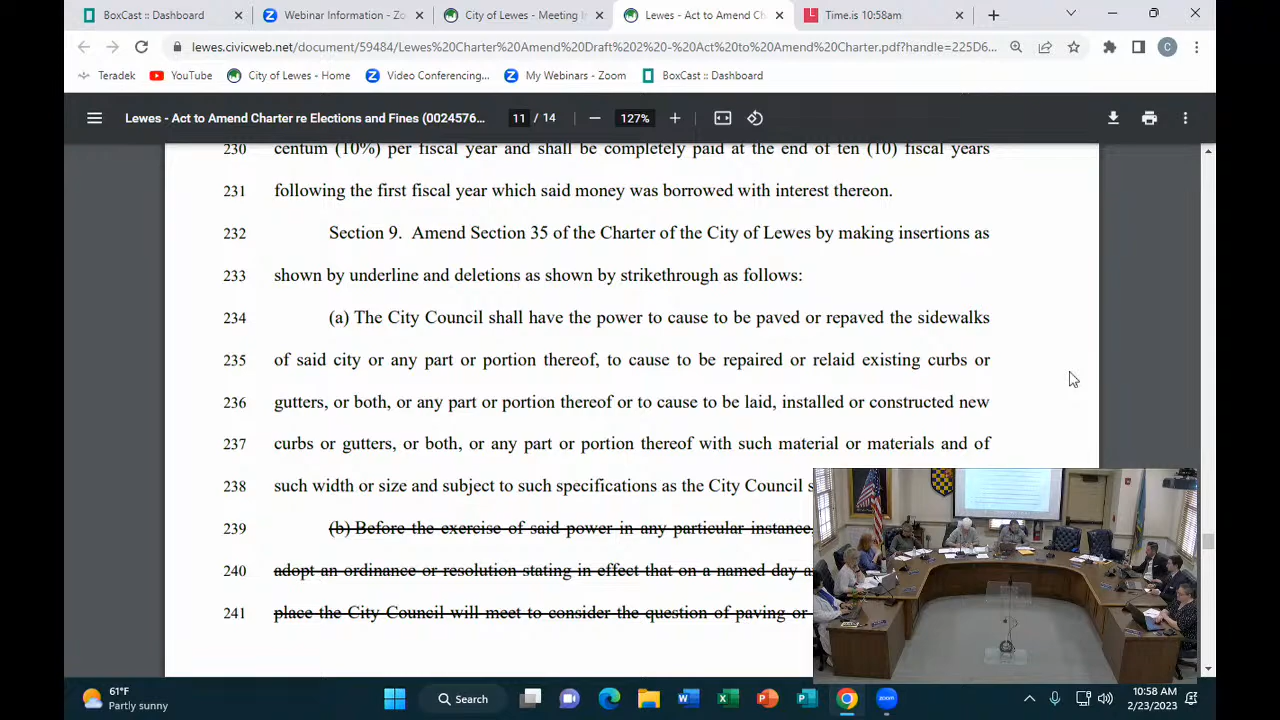 BoxCast :: Dashboard
Webinar Information - Zo
City of Lewes - Meeting I
Lewes - Act to Amend Ch
Time.is 10:58am
lewes.civicweb.net/document/59484/Lewes%20Charter%20Amend%20Draft%202%20-%20Act%20to%20Amend%20Charter.pdf?handle=225D6...
C
Teradek
YouTube
City of Lewes - Home
Video Conferencing,...
My Webinars - Zoom
BoxCast :: Dashboard
Lewes - Act to Amend Charter re Elections and Fines (0024576...
11 / 14
127%
230 centum (10%) per fiscal year and shall be completely paid at the end of ten (10) fiscal years
231 following the first fiscal year which said money was borrowed with interest thereon.
232 Section 9. Amend Section 35 of the Charter of the City of Lewes by making insertions as
233 shown by underline and deletions as shown by strikethrough as follows:
234 (a) The City Council shall have the power to cause to be paved or repaved the sidewalks
235 of said city or any part or portion thereof, to cause to be repaired or relaid existing curbs or
236 gutters, or both, or any part or portion thereof or to cause to be laid, installed or constructed new
237 curbs or gutters, or both, or any part or portion thereof with such material or materials and of
238 such width or size and subject to such specifications as the City Council s
239 (b) Before the exercise of said power in any particular instance,
240 adopt an ordinance or resolution stating in effect that on a named day a
241 place the City Council will meet to consider the question of paving or
61°F
Partly sunny
Search
zoom
10:58 AM
2/23/2023